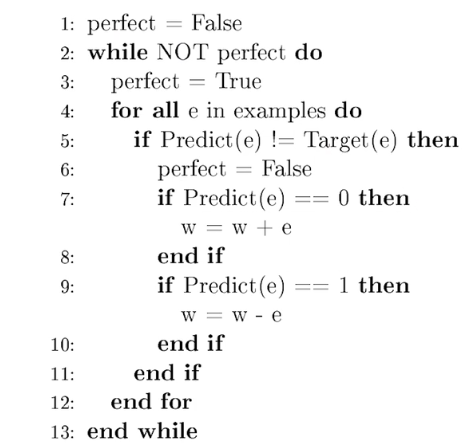 1: perfect = False
2: while NOT perfect do
3: perfect = True
4: for all e in examples do
5: if Predict(e) != Target(e) then
6: perfect = False
7: if Predict(e) == 0 then
w = w + e
8: end if
9: if Predict(e) == 1 then
w = w - e
10: end if
11: end if
12: end for
13: end while